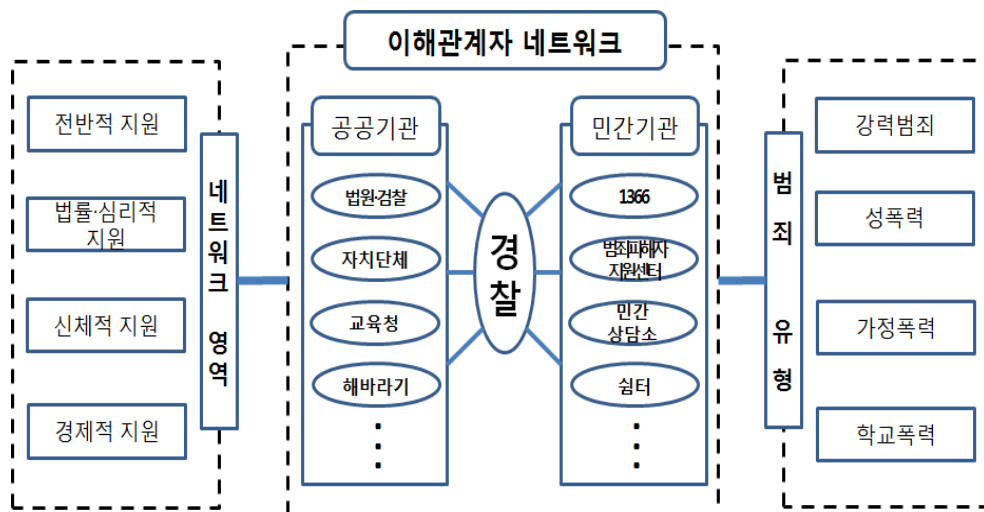 이해관계자 네트워크
전반적 지원
법률·심리적
지원
신체적 지원
경제적 지원
네트워크 영역
공공기관
법원·검찰
자치단체
교육청
해바라기
경찰
민간기관
1366
범죄피해자
지원센터
민간
상담소
쉼터
범죄 유형
강력범죄
성폭력
가정폭력
학교폭력